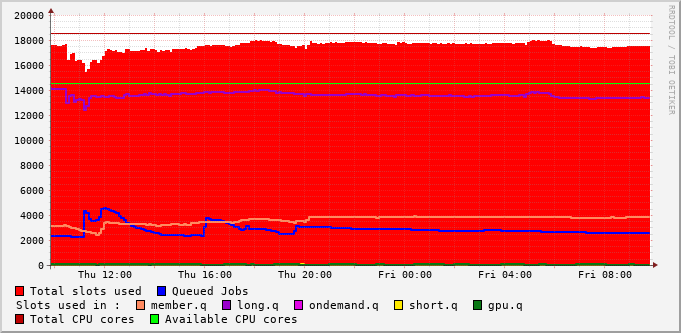 20000
18000
16000
14000
12000
10000
8000
6000
4000
2000
0
Thu 12:00 Thu 16:00 Thu 20:00 Fri 00:00 Fri 04:00 Fri 08:00
RRDTOOL / TOBI OETIKER
Total slots used Queued Jobs
Slots used in : member.q long.q ondemand.q short.q gpu.q
Total CPU cores Available CPU cores